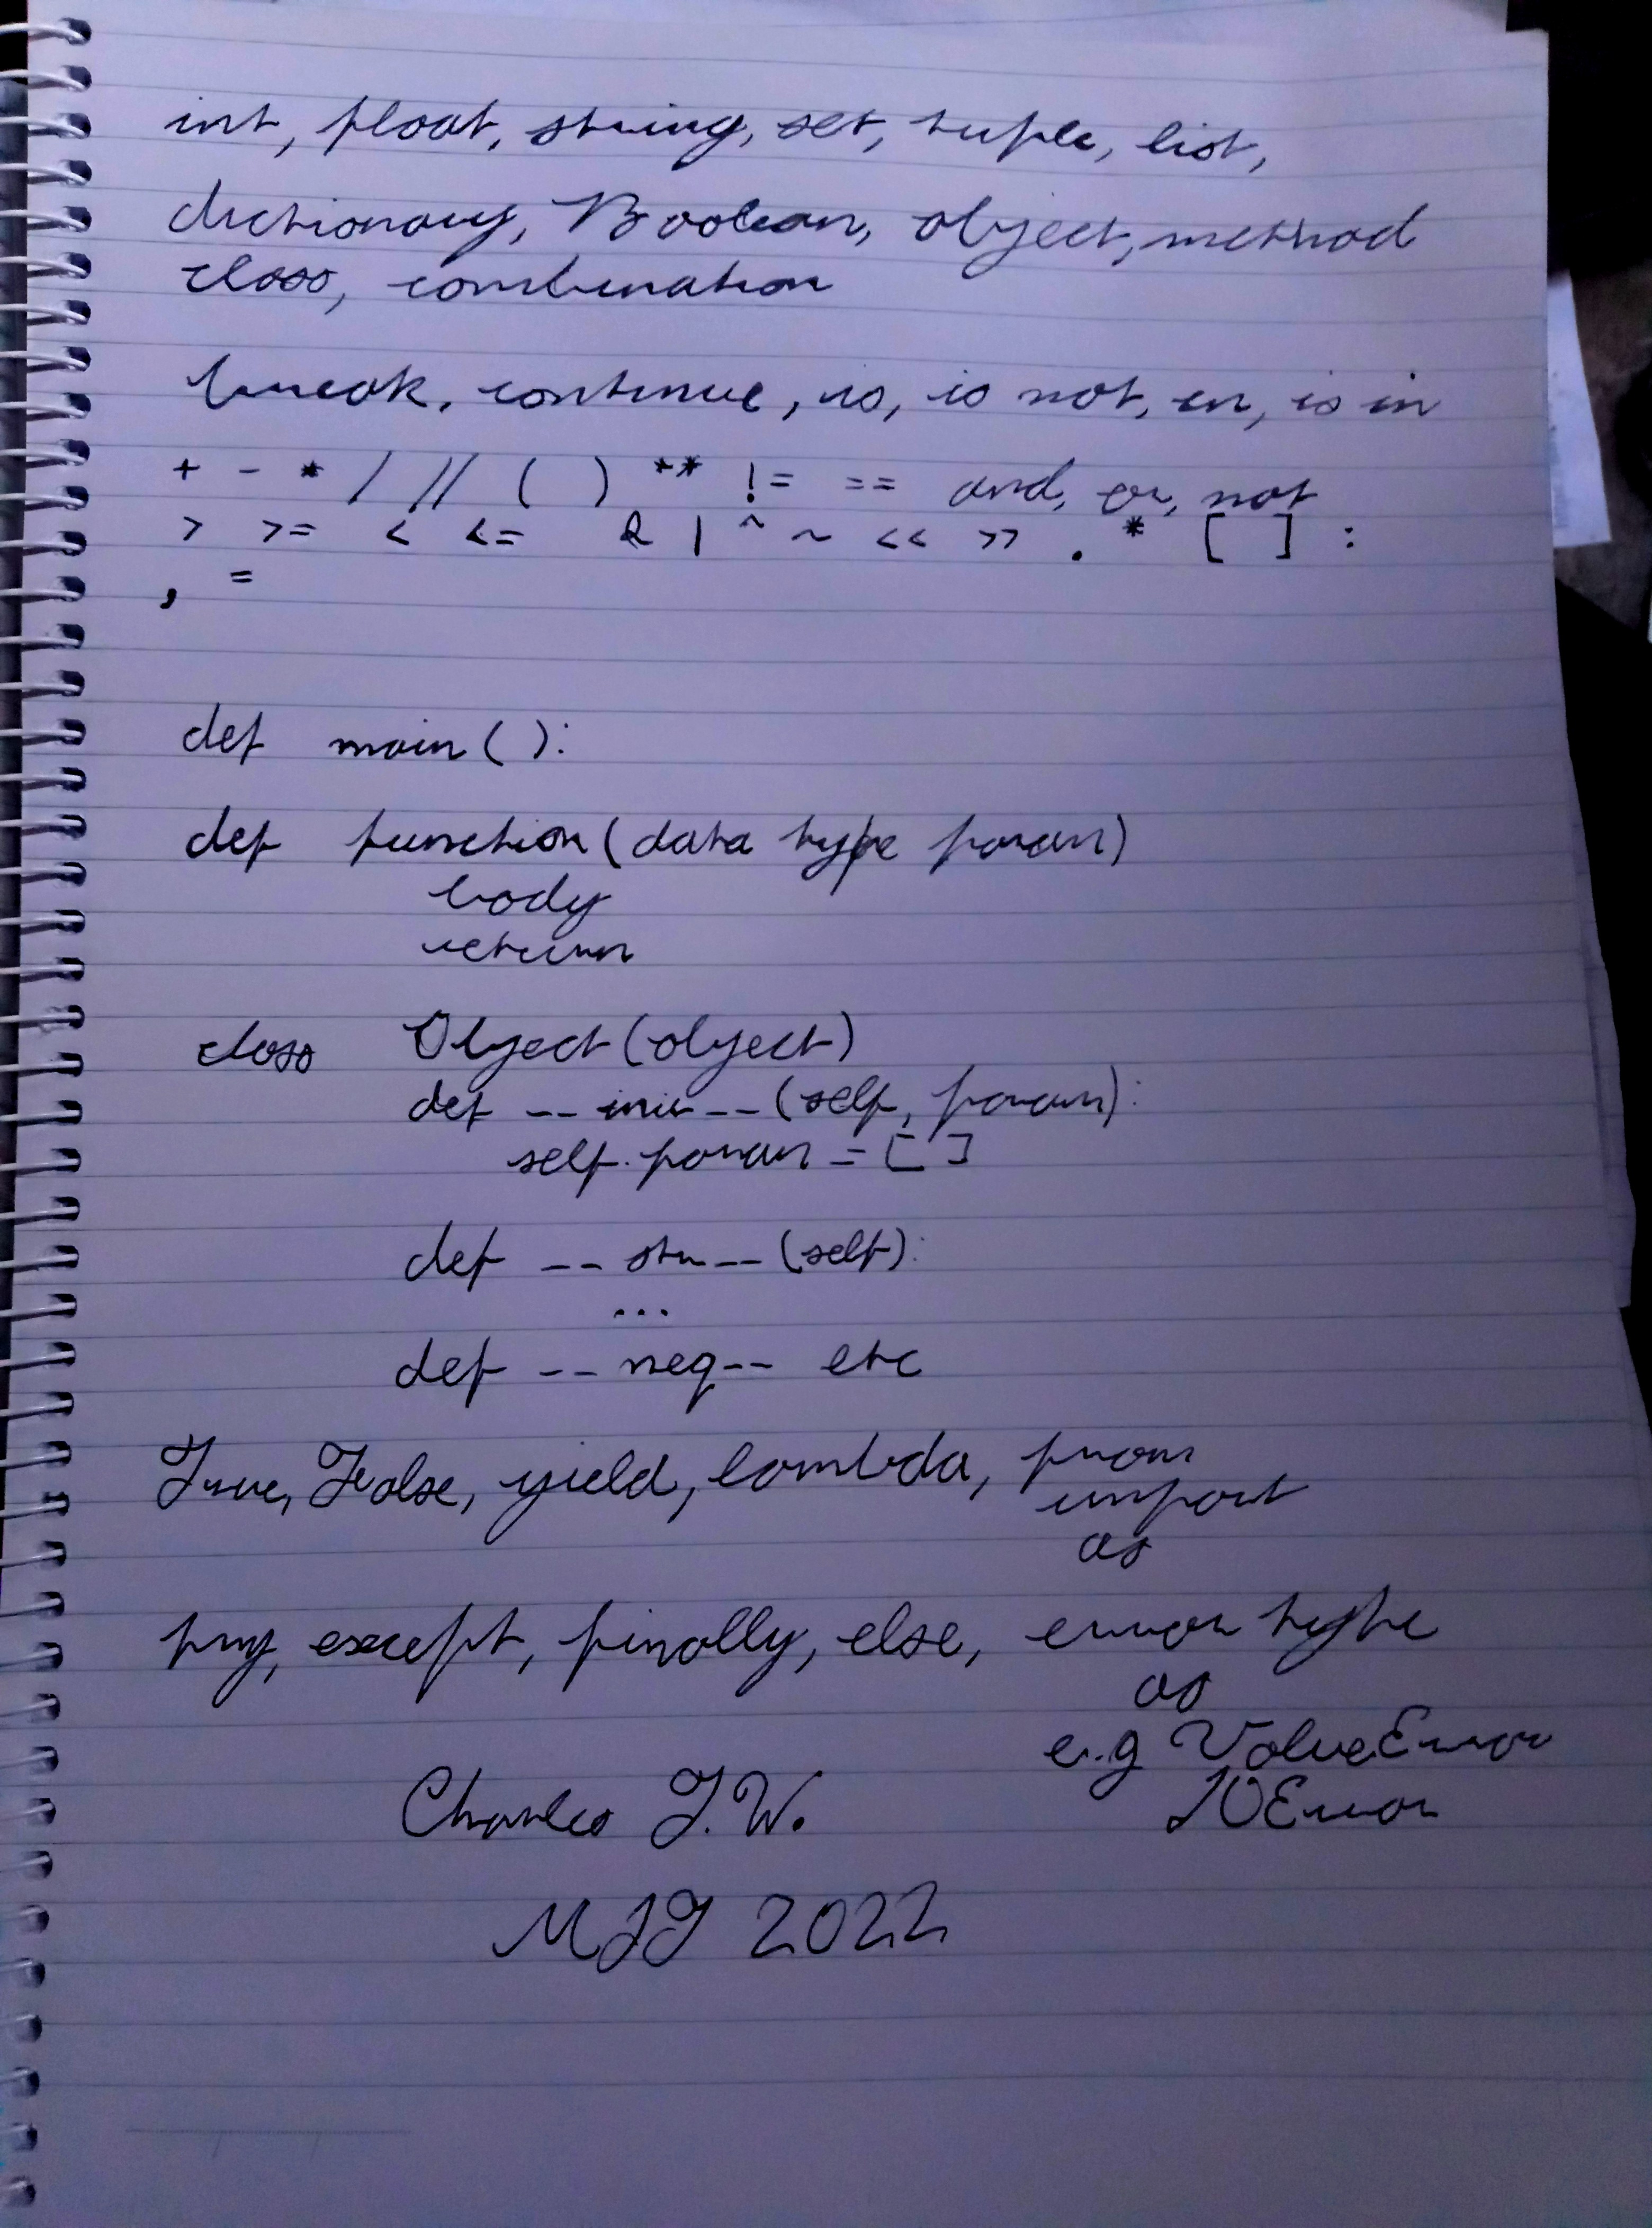 int, float, string, set, tuple, list,
dictionary, Boolean, object, method
class, combination
break, continue, is, is not, in, is in
+ - * / // ( ) ** != == and, or, not
> >= < <= & | ^ ~ << >> . * [ ] :
, =
def main():
def function(data type param)
body
return
class Object(object)
def __init__(self, param):
self.param = [ ]
def __str__(self):
...
def __neg__ etc
True, False, yield, lambda, from
import
as
try, except, finally, else, error type
as
e.g ValueError
IOError
Charles T.W.
MIT 2022